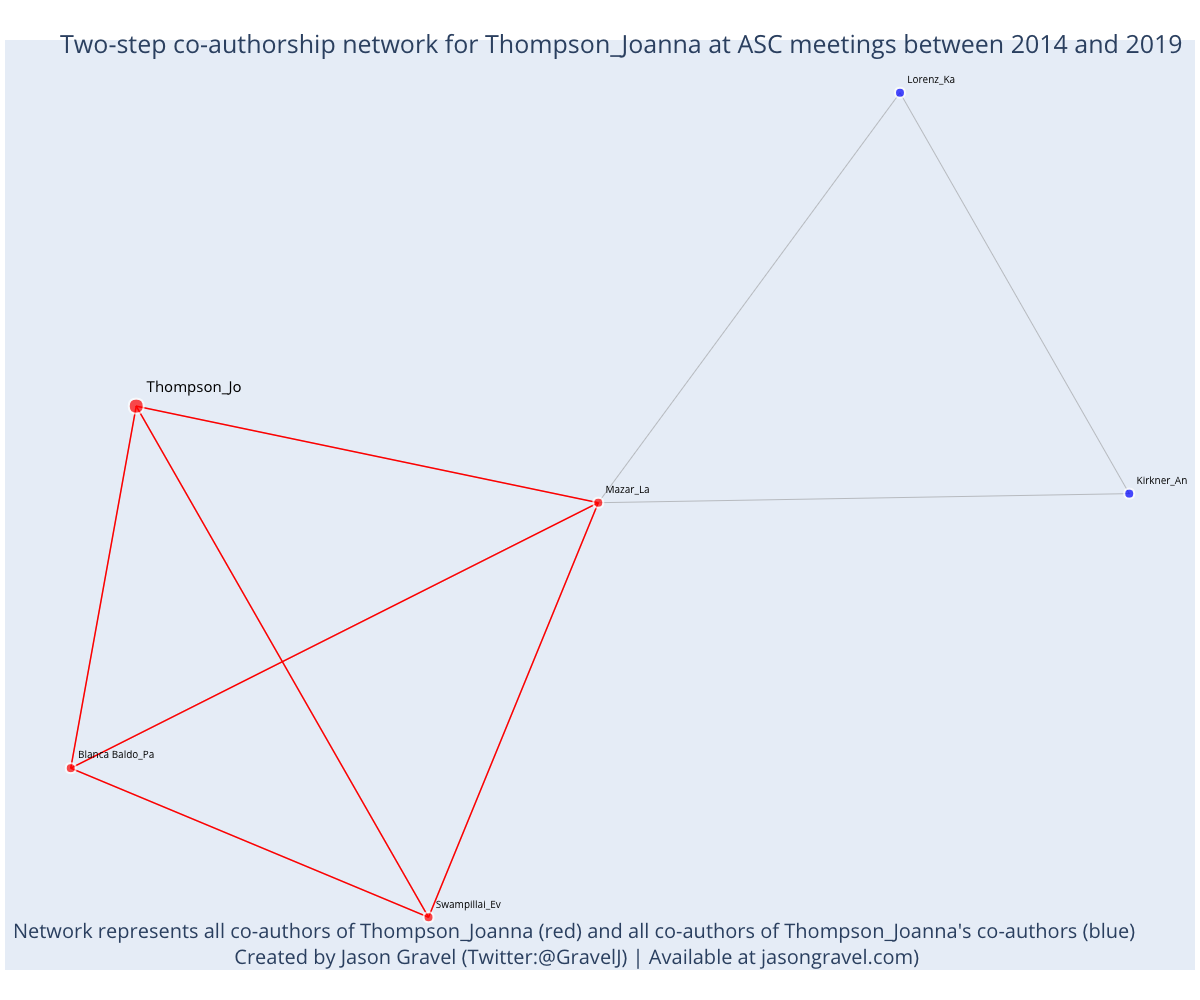 Two-step co-authorship network for Thompson_Joanna at ASC meetings between 2014 and 2019
Lorenz_Ka
Thompson_Jo
Kirkner_An
Mazar_La
Blanca Baldo_Pa
Swampillai_Ev
Network represents all co-authors of Thompson_Joanna (red) and all co-authors of Thompson_Joanna's co-authors (blue)
Created by Jason Gravel (Twitter:@GravelJ) | Available at jasongravel.com)